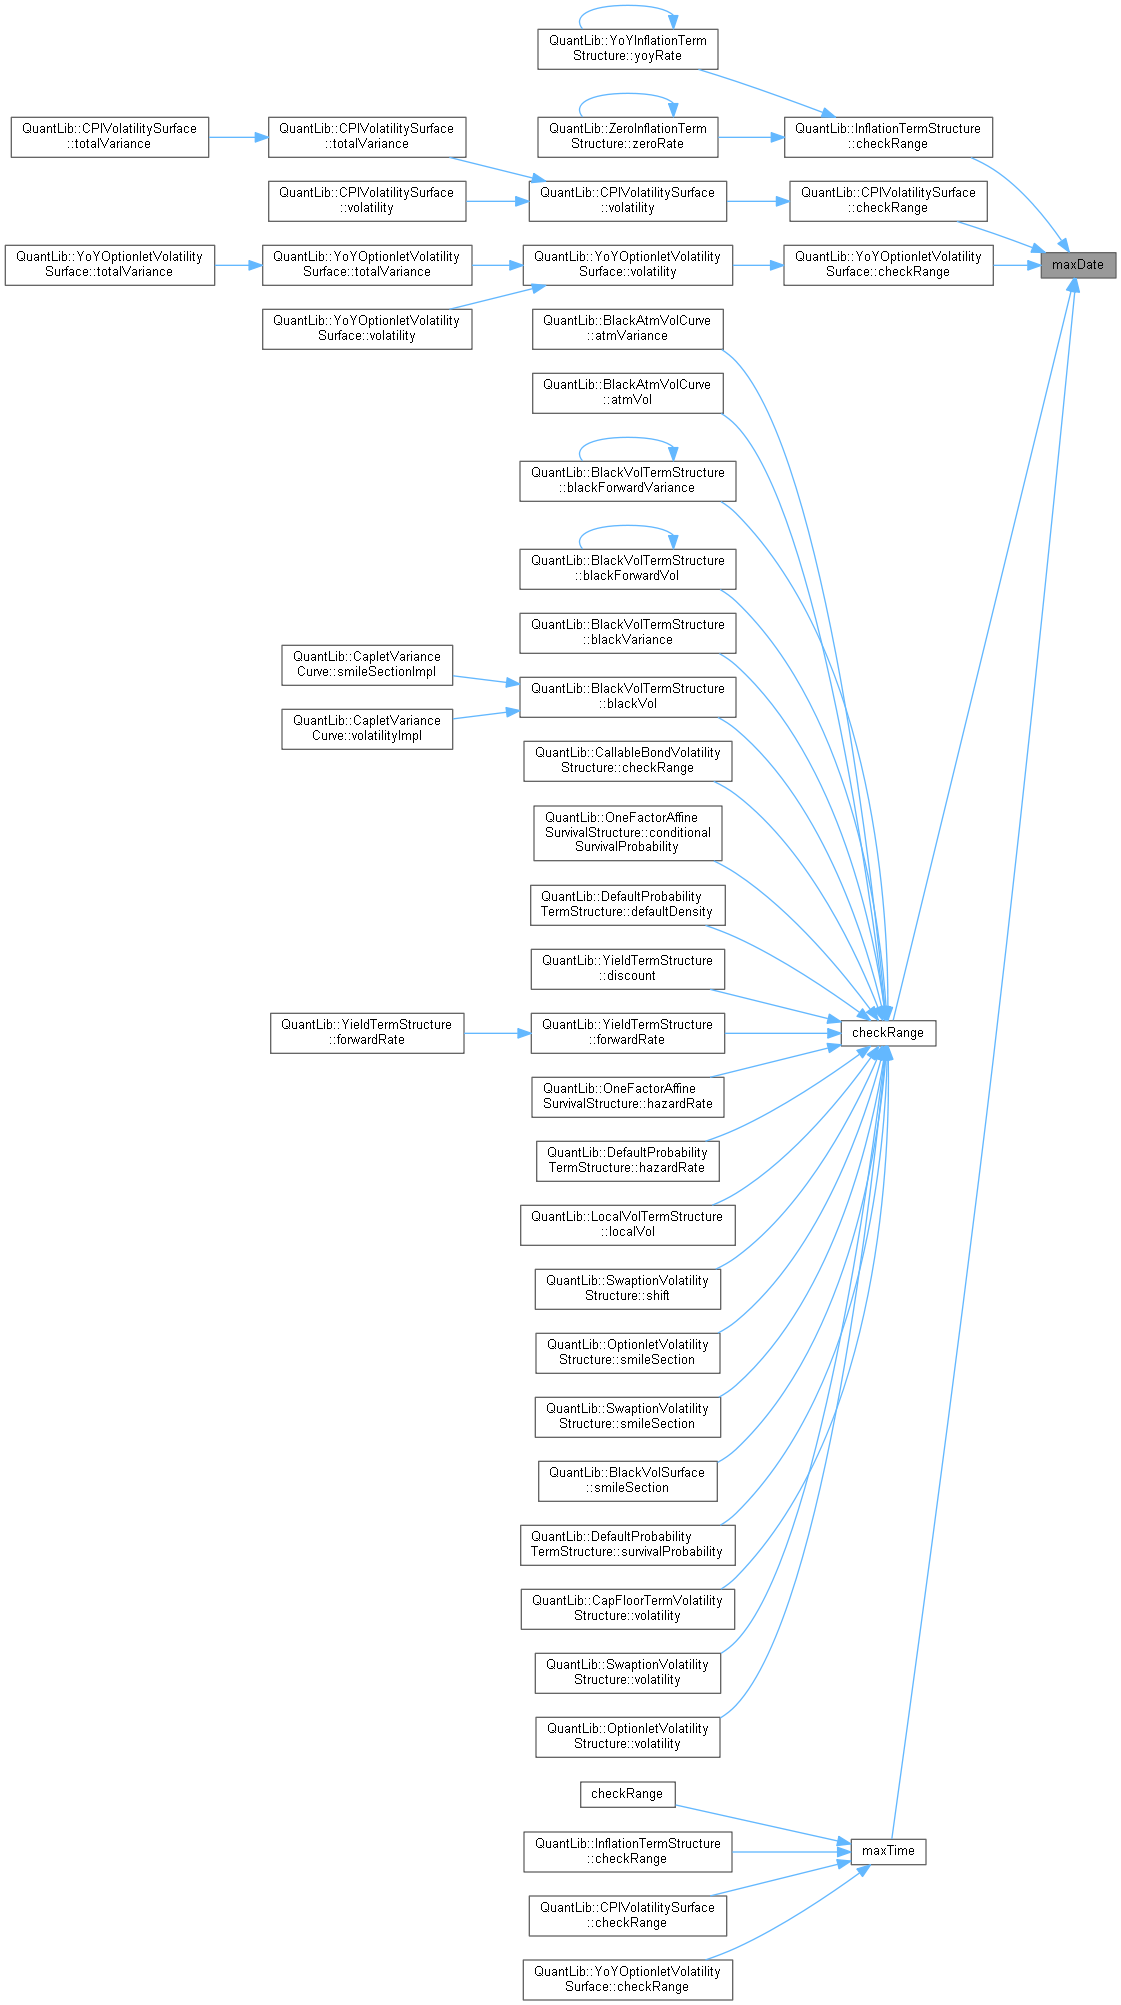 QuantLib::YoYInflationTerm
Structure::yoyRate
QuantLib::CPIVolatilitySurface
::totalVariance
QuantLib::CPIVolatilitySurface
::totalVariance
QuantLib::ZeroInflationTerm
Structure::zeroRate
QuantLib::InflationTermStructure
::checkRange
QuantLib::CPIVolatilitySurface
::volatility
QuantLib::CPIVolatilitySurface
::volatility
QuantLib::CPIVolatilitySurface
::checkRange
QuantLib::YoYOptionletVolatility
Surface::totalVariance
QuantLib::YoYOptionletVolatility
Surface::totalVariance
QuantLib::YoYOptionletVolatility
Surface::volatility
QuantLib::YoYOptionletVolatility
Surface::checkRange
maxDate
QuantLib::YoYOptionletVolatility
Surface::volatility
QuantLib::BlackAtmVolCurve
::atmVariance
QuantLib::BlackAtmVolCurve
::atmVol
QuantLib::BlackVolTermStructure
::blackForwardVariance
QuantLib::BlackVolTermStructure
::blackForwardVol
QuantLib::BlackVolTermStructure
::blackVariance
QuantLib::CapletVariance
Curve::smileSectionImpl
QuantLib::BlackVolTermStructure
::blackVol
QuantLib::CapletVariance
Curve::volatilityImpl
QuantLib::CallableBondVolatility
Structure::checkRange
QuantLib::OneFactorAffine
SurvivalStructure::conditional
SurvivalProbability
QuantLib::DefaultProbability
TermStructure::defaultDensity
QuantLib::YieldTermStructure
::discount
QuantLib::YieldTermStructure
::forwardRate
QuantLib::YieldTermStructure
::forwardRate
checkRange
QuantLib::OneFactorAffine
SurvivalStructure::hazardRate
QuantLib::DefaultProbability
TermStructure::hazardRate
QuantLib::LocalVolTermStructure
::localVol
QuantLib::SwaptionVolatility
Structure::shift
QuantLib::OptionletVolatility
Structure::smileSection
QuantLib::SwaptionVolatility
Structure::smileSection
QuantLib::BlackVolSurface
::smileSection
QuantLib::DefaultProbability
TermStructure::survivalProbability
QuantLib::CapFloorTermVolatility
Structure::volatility
QuantLib::SwaptionVolatility
Structure::volatility
QuantLib::OptionletVolatility
Structure::volatility
checkRange
QuantLib::InflationTermStructure
::checkRange
maxTime
QuantLib::CPIVolatilitySurface
::checkRange
QuantLib::YoYOptionletVolatility
Surface::checkRange